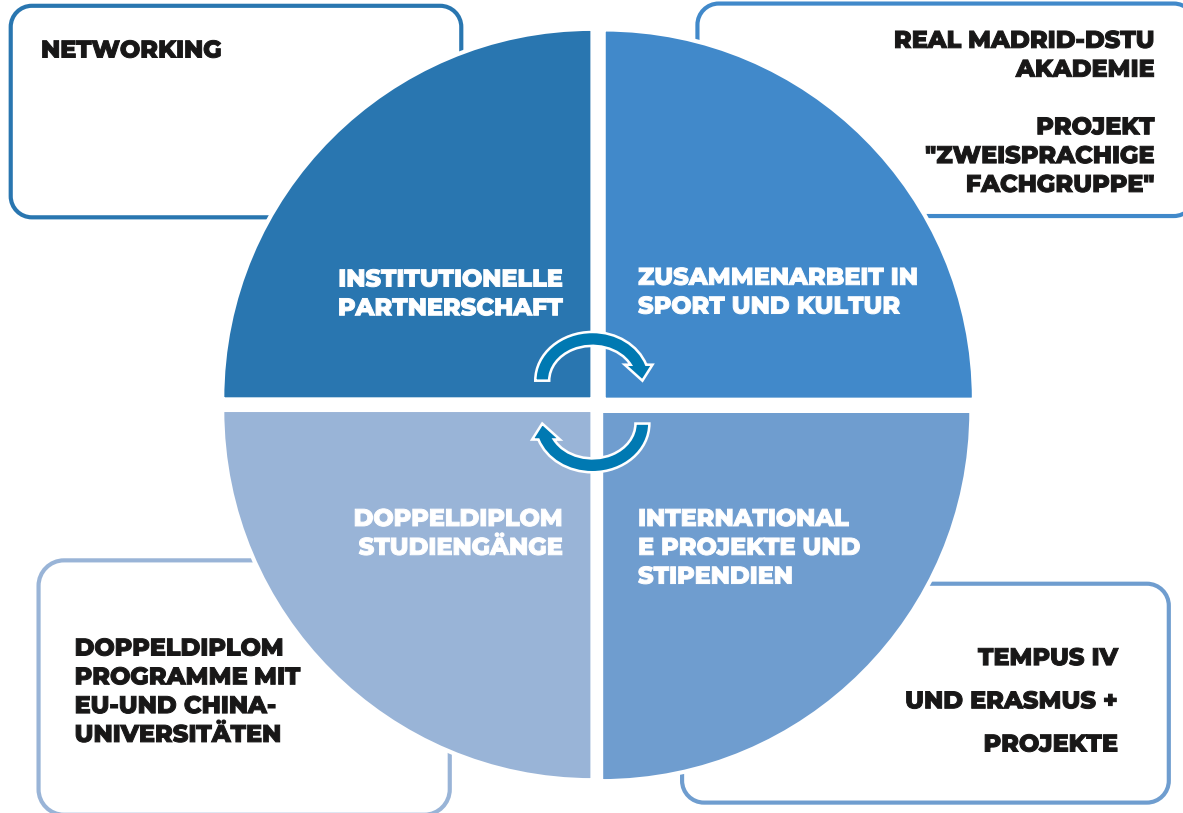 NETWORKING
REAL MADRID-DSTU
AKADEMIE
PROJEKT
"ZWEISPRACHIGE
FACHGRUPPE"
INSTITUTIONELLE
PARTNERSCHAFT
ZUSAMMENARBEIT IN
SPORT UND KULTUR
DOPPELDIPLOM
STUDIENGÄNGE
INTERNATIONAL
E PROJEKTE UND
STIPENDIEN
DOPPELDIPLOM
PROGRAMME MIT
EU-UND CHINA-
UNIVERSITÄTEN
TEMPUS IV
UND ERASMUS +
PROJEKTE